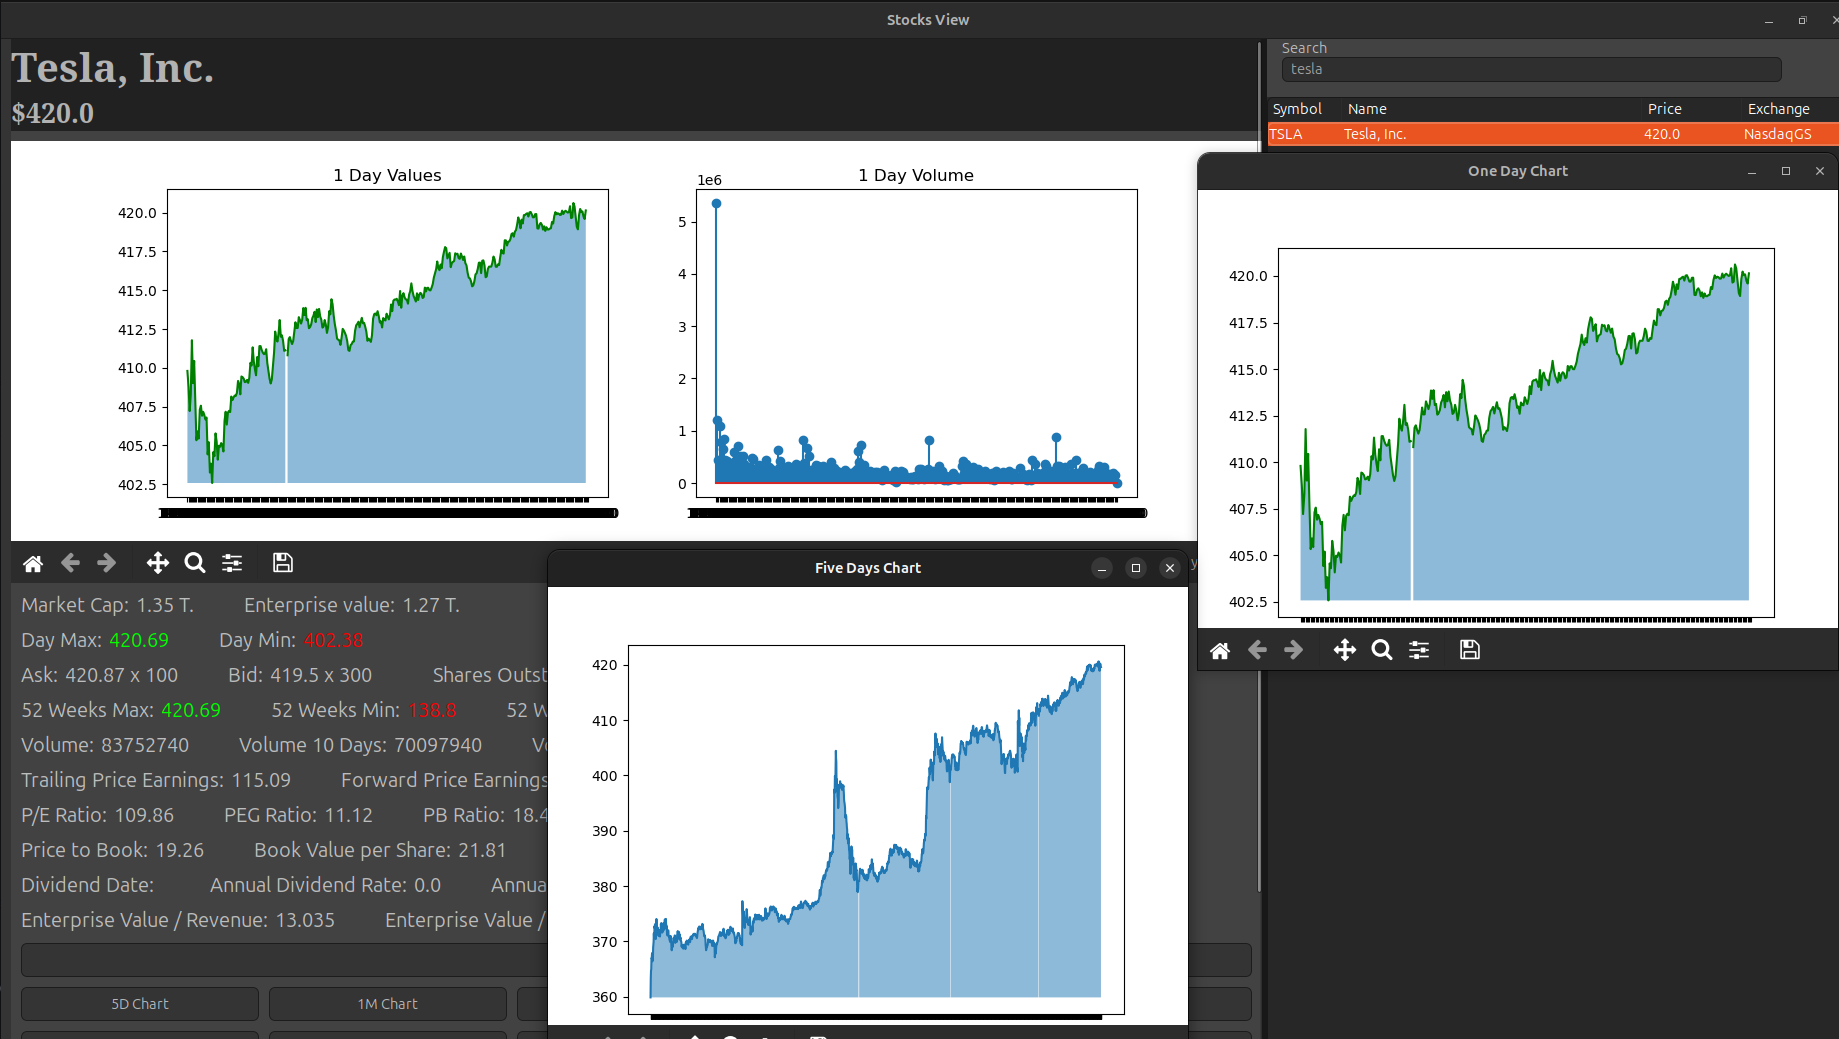 Stocks View
Tesla, Inc.
$420.0
Search
tesla
Symbol Name Price Exchange
TSLA Tesla, Inc. 420.0 NasdaqGS
1 Day Values
420.0
417.5
415.0
412.5
410.0
407.5
405.0
402.5
1 Day Volume
1e6
5
4
3
2
1
0
One Day Chart
420.0
417.5
415.0
412.5
410.0
407.5
405.0
402.5
Five Days Chart
420
410
400
390
380
370
360
Market Cap: 1.35 T. Enterprise value: 1.27 T.
Day Max: 420.69 Day Min: 402.38
Ask: 420.87 x 100 Bid: 419.5 x 300 Shares Outst
52 Weeks Max: 420.69 52 Weeks Min: 138.8 52 W
Volume: 83752740 Volume 10 Days: 70097940
Trailing Price Earnings: 115.09 Forward Price Earnings
P/E Ratio: 109.86 PEG Ratio: 11.12 PB Ratio: 18.4
Price to Book: 19.26 Book Value per Share: 21.81
Dividend Date: Annual Dividend Rate: 0.0 Annua
Enterprise Value / Revenue: 13.035 Enterprise Value /
5D Chart 1M Chart